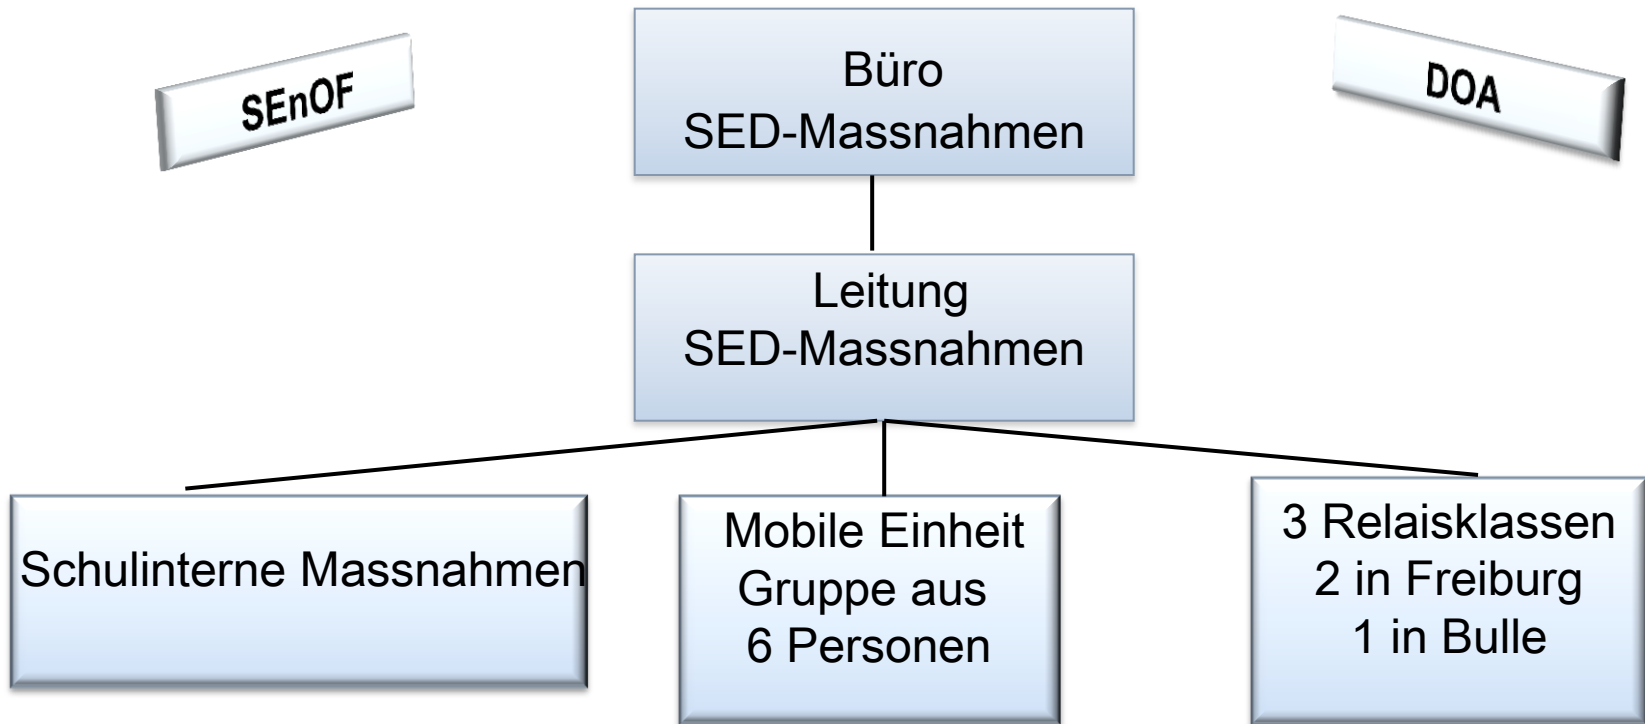 SEnOF
Büro
SED-Massnahmen
DOA
Leitung
SED-Massnahmen
Schulinterne Massnahmen
Mobile Einheit
Gruppe aus
6 Personen
3 Relaisklassen
2 in Freiburg
1 in Bulle